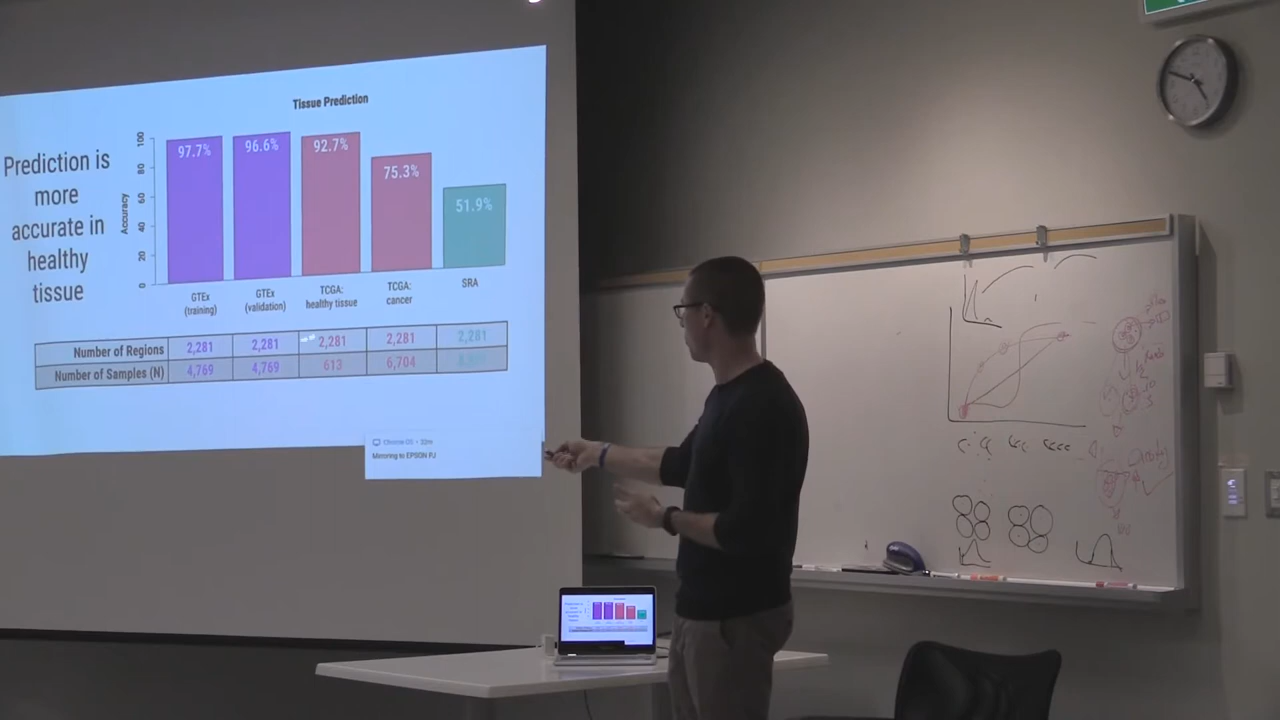 Tissue Prediction
Prediction is
more
accurate in
healthy
tissue
Accuracy
100
80
60
40
20
0
97.7%
96.6%
92.7%
75.3%
51.9%
GTEx
(training)
GTEx
(validation)
TCGA:
healthy tissue
TCGA:
cancer
SRA
Number of Regions 2,281 2,281 2,281 2,281 2,281
Number of Samples (N) 4,769 4,769 613 6,704
Chrome OS • 32m
Mirroring to EPSON PJ